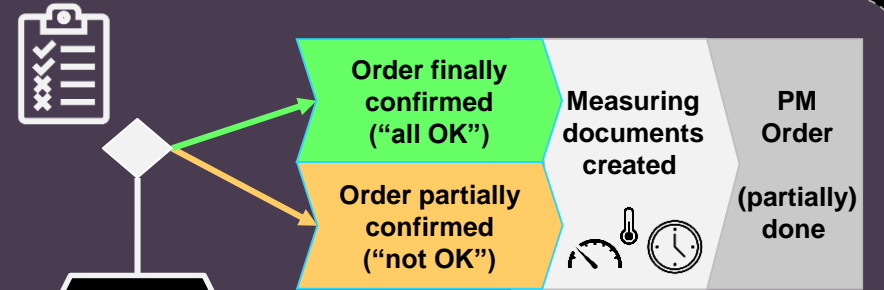 Order finally
confirmed
(“all OK”)
Order partially
confirmed
(“not OK”)
Measuring
documents
created
PM
Order
(partially)
done